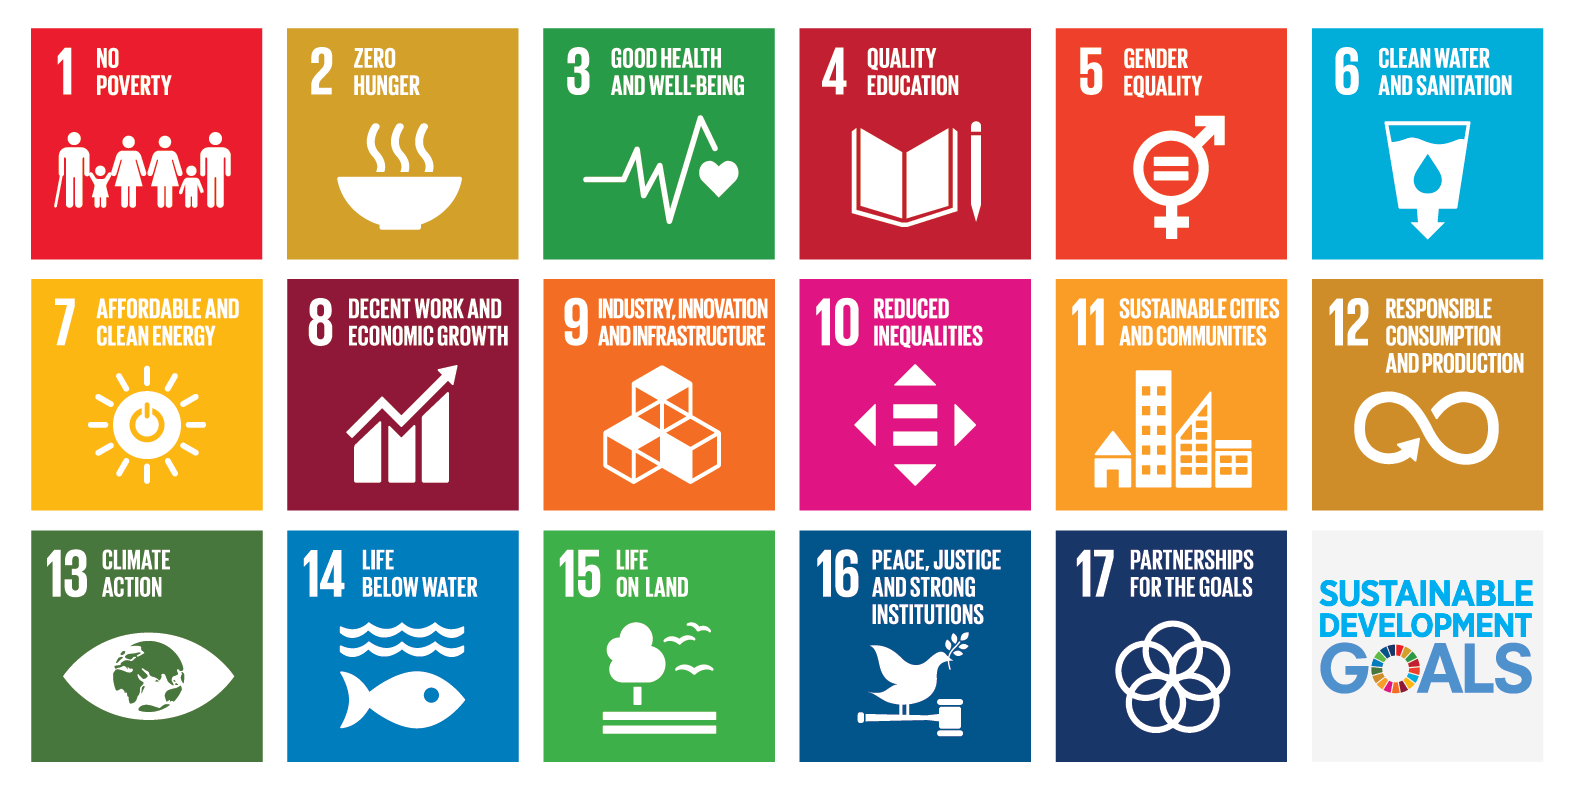 1 NO
POVERTY
2 ZERO
HUNGER
3 GOOD HEALTH
AND WELL-BEING
4 QUALITY
EDUCATION
5 GENDER
EQUALITY
6 CLEAN WATER
AND SANITATION
7 AFFORDABLE AND
CLEAN ENERGY
8 DECENT WORK AND
ECONOMIC GROWTH
9 INDUSTRY, INNOVATION
AND INFRASTRUCTURE
10 REDUCED
INEQUALITIES
11 SUSTAINABLE CITIES
AND COMMUNITIES
12 RESPONSIBLE
CONSUMPTION
AND PRODUCTION
13 CLIMATE
ACTION
14 LIFE
BELOW WATER
15 LIFE
ON LAND
16 PEACE, JUSTICE
AND STRONG
INSTITUTIONS
17 PARTNERSHIPS
FOR THE GOALS
SUSTAINABLE
DEVELOPMENT
GOALS